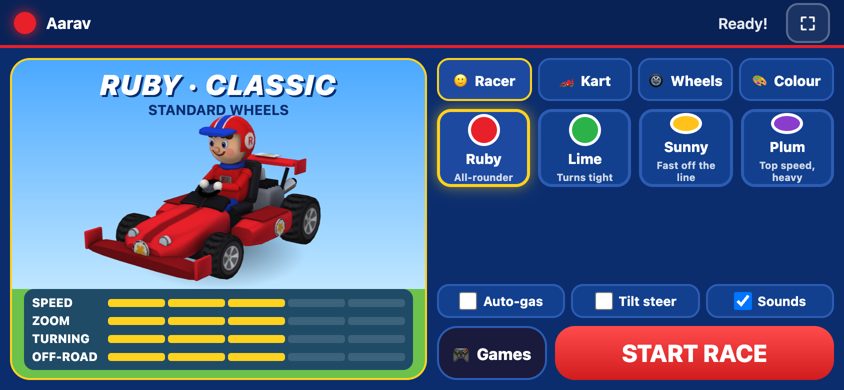 Aarav
Ready!
RUBY · CLASSIC
STANDARD WHEELS
R
SPEED
ZOOM
TURNING
OFF-ROAD
Racer
Kart
Wheels
Colour
Ruby
All-rounder
Lime
Turns tight
Sunny
Fast off the
line
Plum
Top speed,
heavy
Auto-gas
Tilt steer
Sounds
Games
START RACE